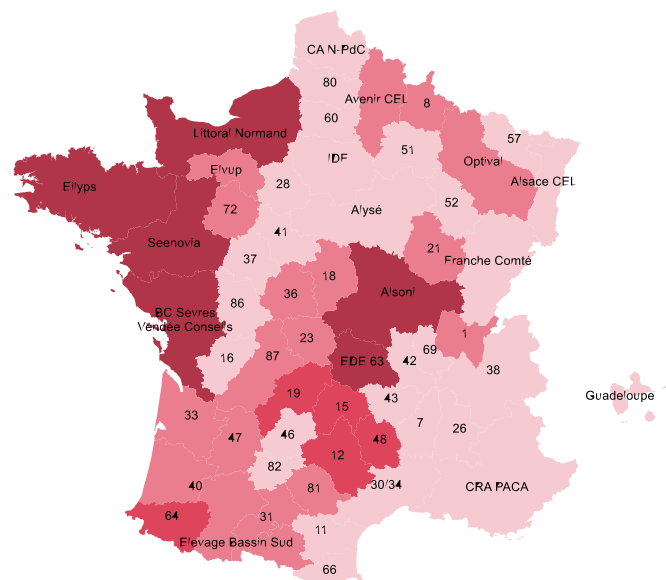 CA N-PdC
80
Avenir CEL
8
60
Littoral Normand
57
51
IDF
Optival
Elvup
Alsace CEL
28
Eilyps
52
72
Alysé
41
Seenovia
21
37
Franche Comté
18
36
Alsoni
86
BC Sèvres
Vendée Conseils
23
1
69
16
87
EDE 63
42
38
19
43
Guadeloupe
15
33
7
26
47
46
48
12
82
40
81
30/34
CRA PACA
64
31
11
Elevage Bassin Sud
66